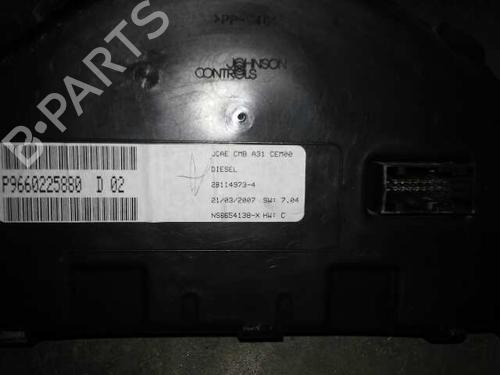 JOHNSON
CONTROLS
JCAE CMB A31 CEM00
DIESEL
28114973-4
21/03/2007 SW: 7.04
NS6654138-X HW: C
P9660225880 D 02
B-PARTS